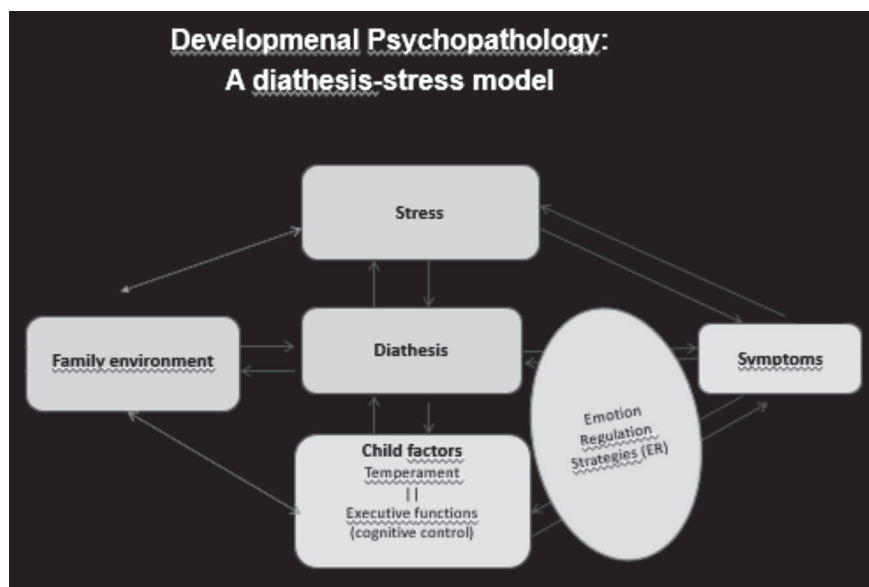 Developmenal Psychopathology:
A diathesis-stress model
Stress
Family environment
Diathesis
Symptoms
Emotion
Regulation
Strategies (ER)
Child factors
Temperament
||
Executive functions
(cognitive control)